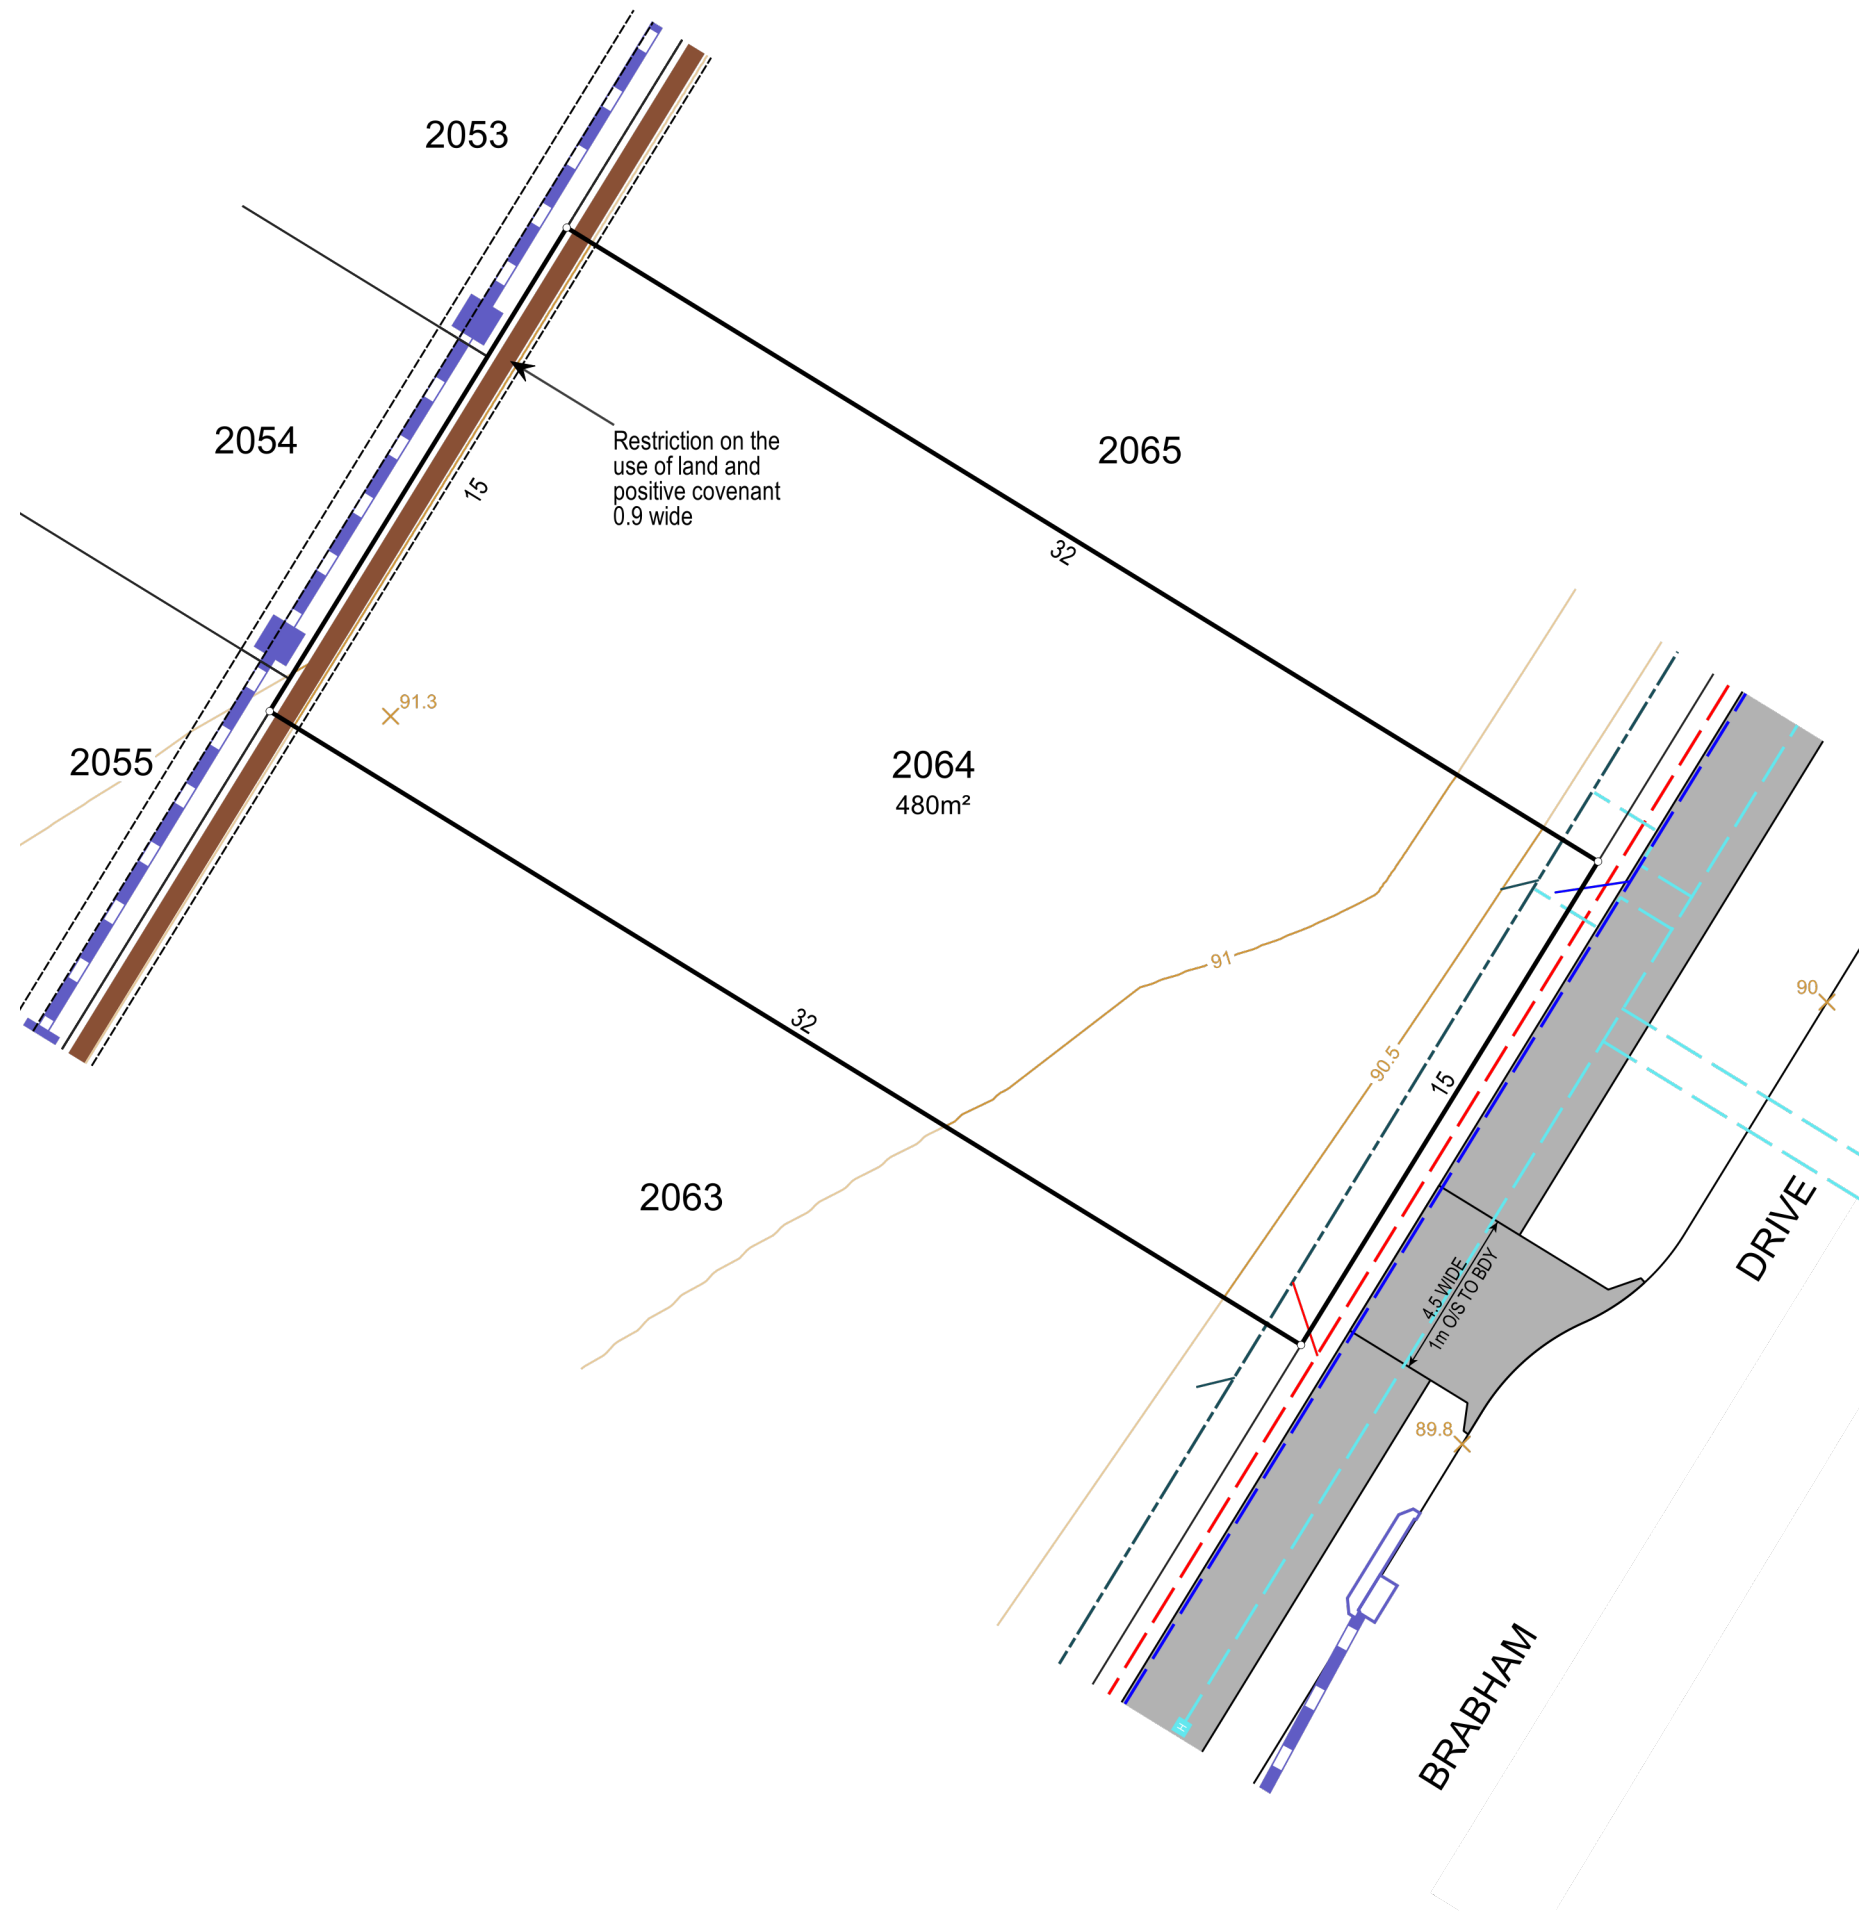 2053
2054
2065
Restriction on the
use of land and
positive covenant
0.9 wide
15
32
91.3
2055
2064
480m²
91
90
32
90.5
15
2063
DRIVE
4.5 WIDE
1m O/S TO BDY
89.8
BRABHAM
H